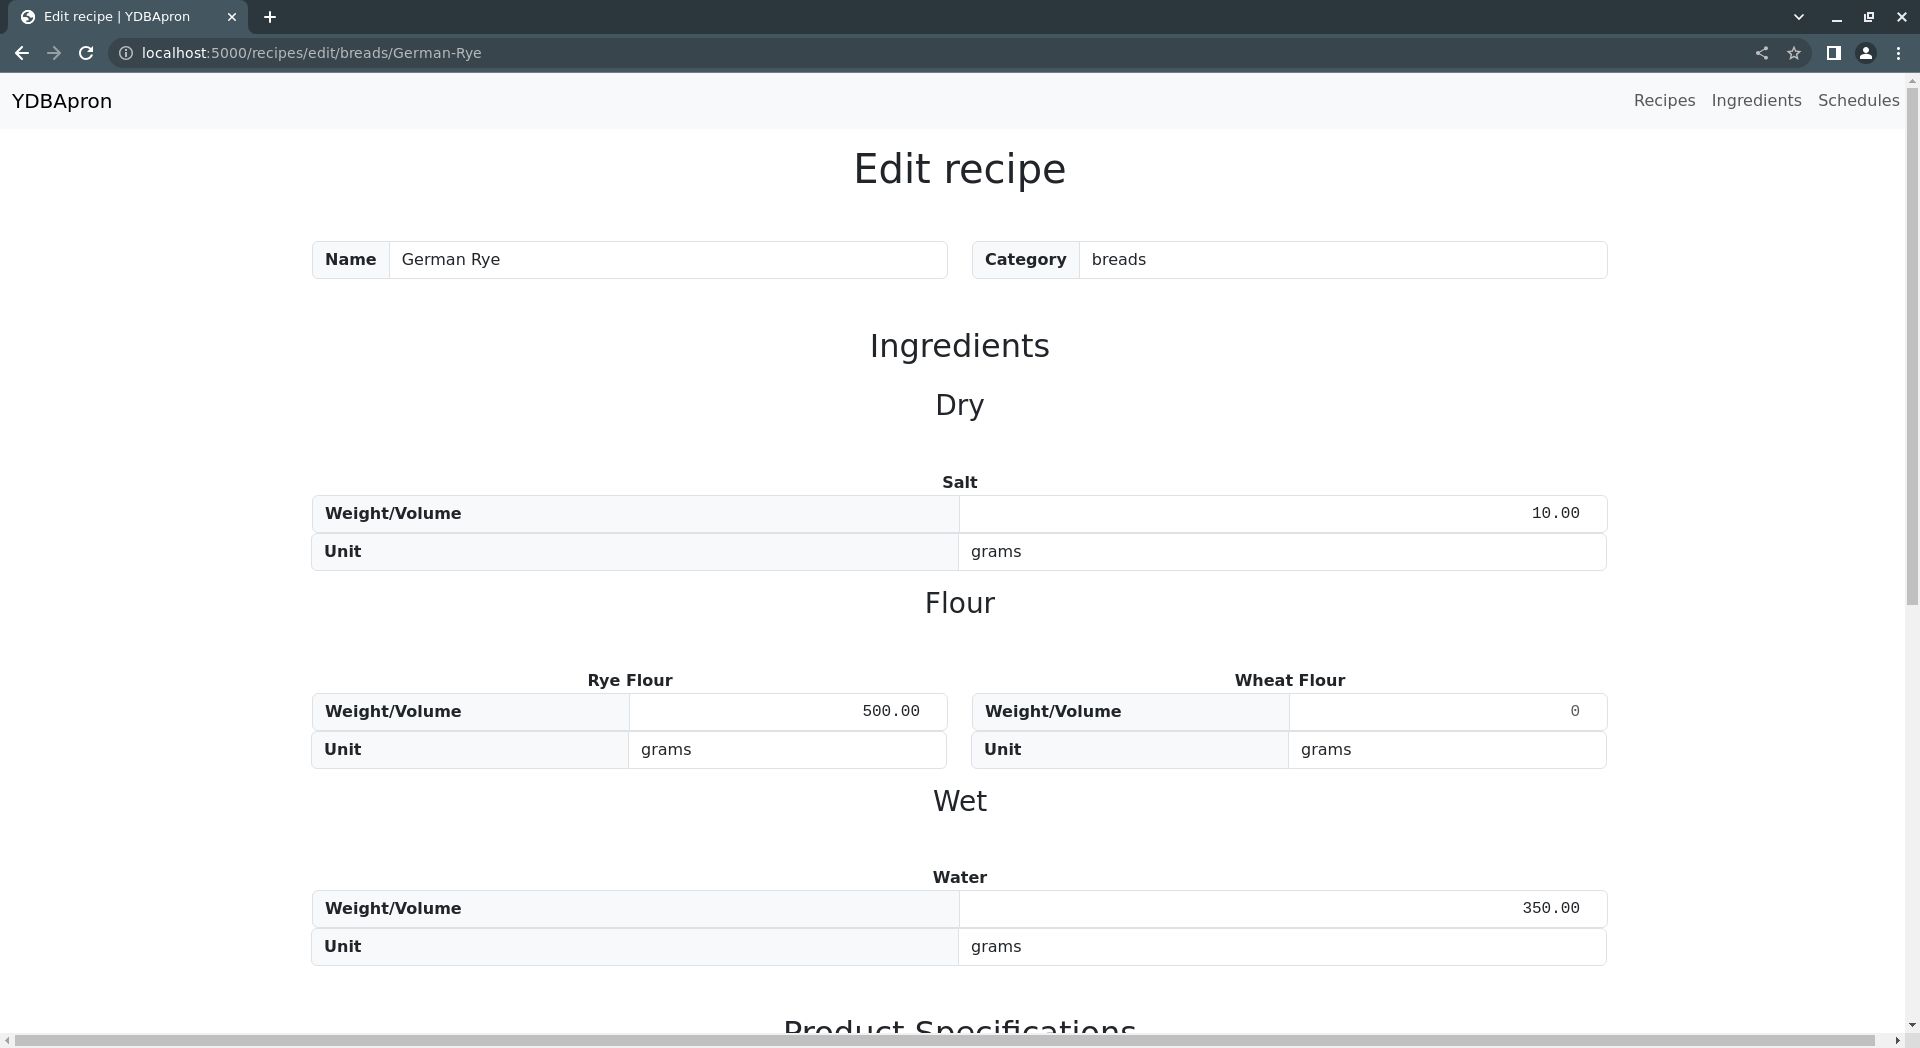 Edit recipe | YDBApron
localhost:5000/recipes/edit/breads/German-Rye
YDBApron Recipes Ingredients Schedules
Edit recipe
Name German Rye Category breads
Ingredients
Dry
Salt
Weight/Volume 10.00
Unit grams
Flour
Rye Flour Wheat Flour
Weight/Volume 500.00 Weight/Volume 0
Unit grams Unit grams
Wet
Water
Weight/Volume 350.00
Unit grams
Product Specifications